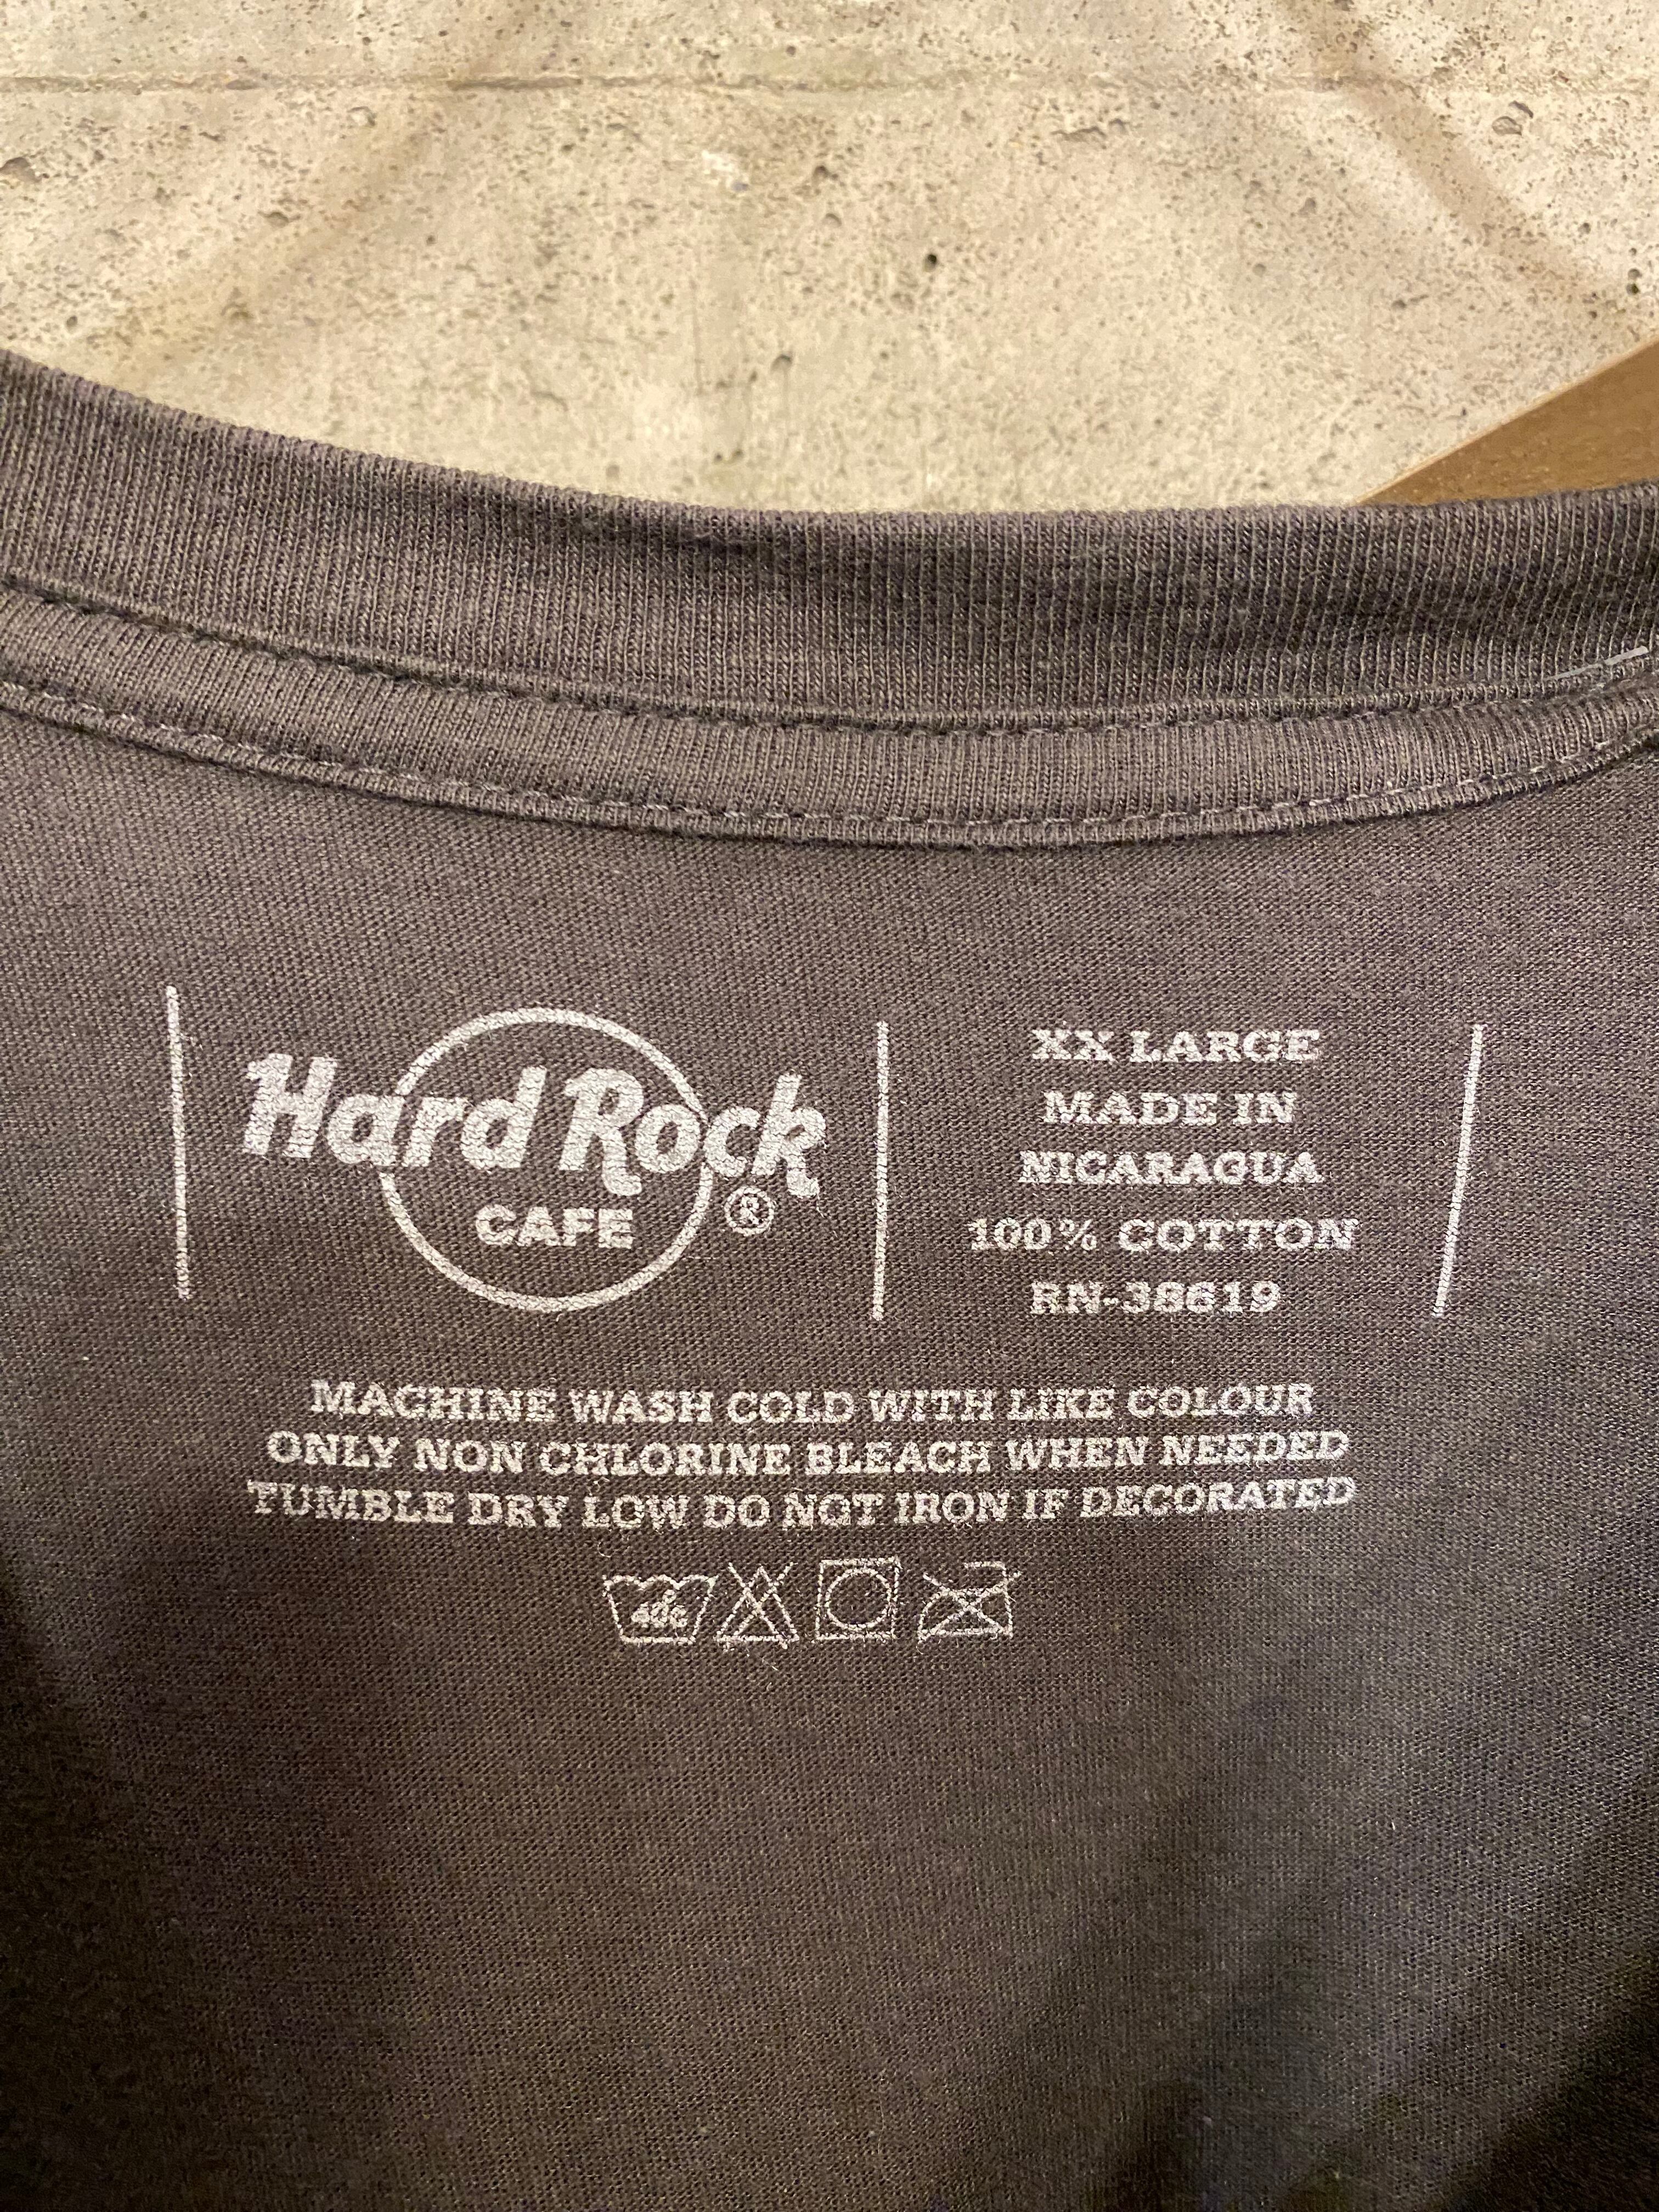 Hard Rock
CAFE
®
XX LARGE
MADE IN
NICARAGUA
100% COTTON
RN-38619
MACHINE WASH COLD WITH LIKE COLOUR
ONLY NON CHLORINE BLEACH WHEN NEEDED
TUMBLE DRY LOW DO NOT IRON IF DECORATED
40c